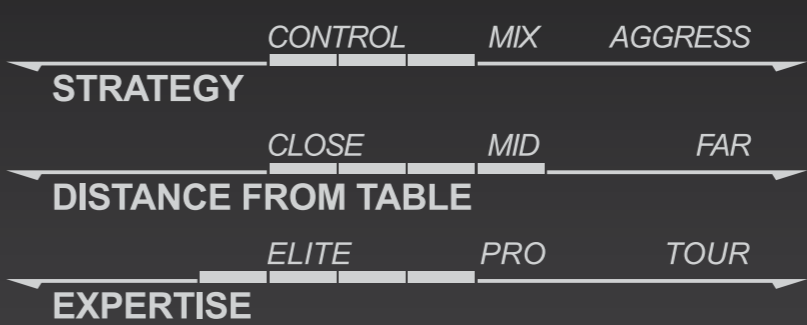 CONTROL MIX AGGRESS
STRATEGY
CLOSE MID FAR
DISTANCE FROM TABLE
ELITE PRO TOUR
EXPERTISE